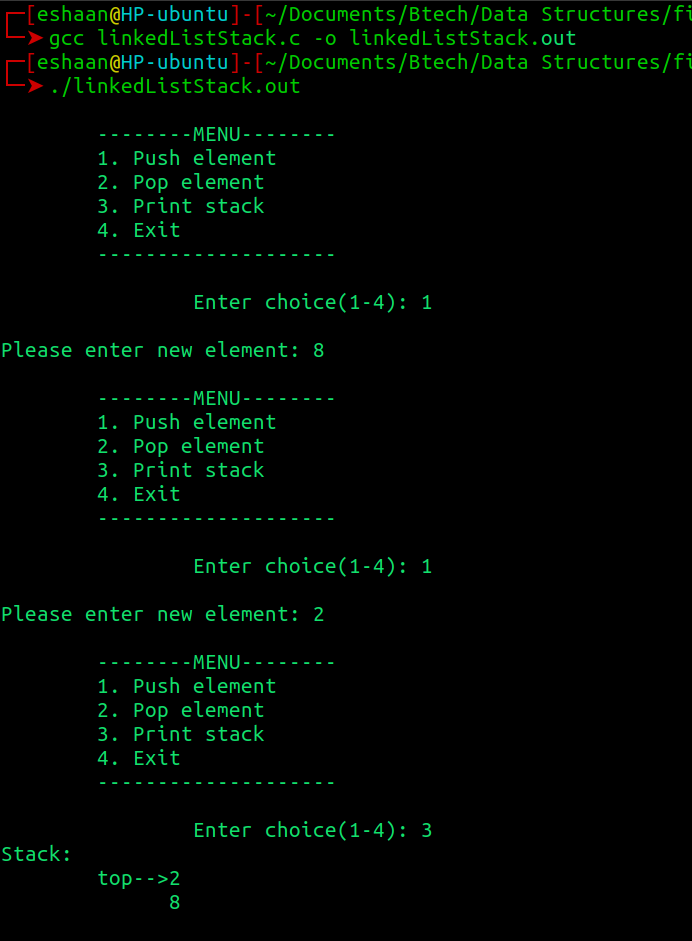 [eshaan@HP-ubuntu]-[~/Documents/Btech/Data Structures/fi
gcc linkedListStack.c -o linkedListStack.out
[eshaan@HP-ubuntu]-[~/Documents/Btech/Data Structures/fi
./linkedListStack.out
--------MENU--------
1. Push element
2. Pop element
3. Print stack
4. Exit
--------------------
Enter choice(1-4): 1
Please enter new element: 8
--------MENU--------
1. Push element
2. Pop element
3. Print stack
4. Exit
--------------------
Enter choice(1-4): 1
Please enter new element: 2
--------MENU--------
1. Push element
2. Pop element
3. Print stack
4. Exit
--------------------
Enter choice(1-4): 3
Stack:
top-->2
8